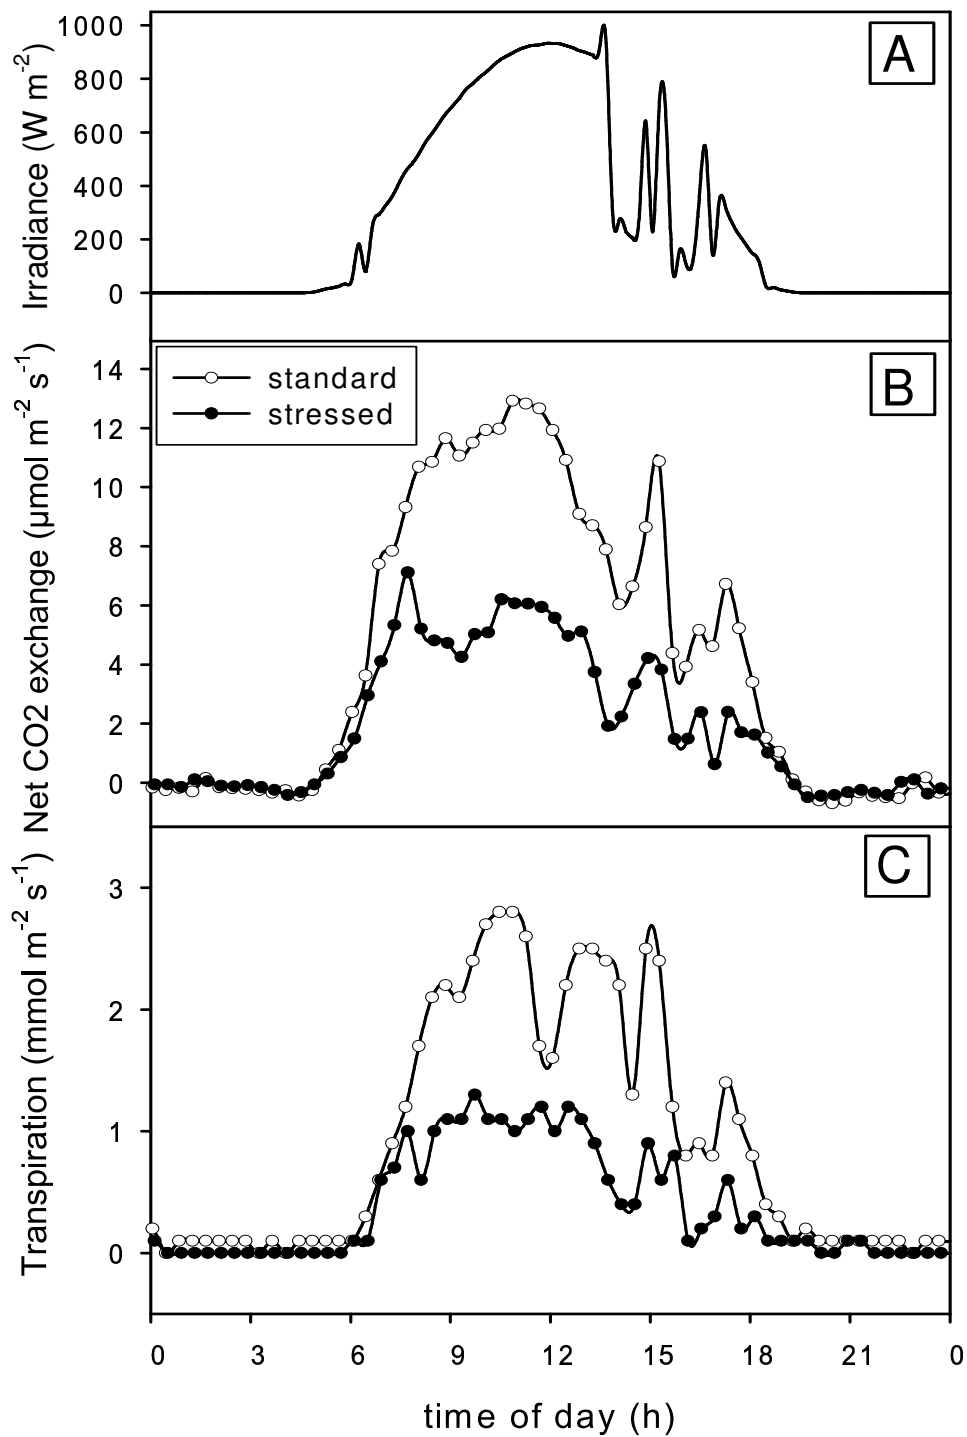 A
Irradiance (W m-2)
1000
800
600
400
200
0
B
standard
stressed
Net CO2 exchange (µmol m-2 s-1)
14
12
10
8
6
4
2
0
C
Transpiration (mmol m-2 s-1)
3
2
1
0
0 3 6 9 12 15 18 21 0
time of day (h)